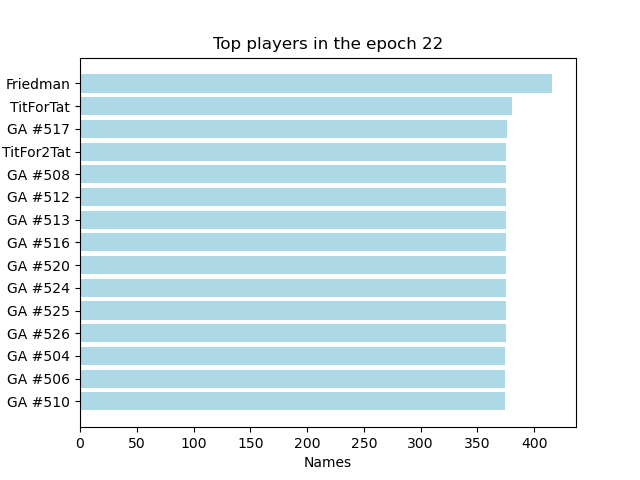 Top players in the epoch 22
Friedman
TitForTat
GA #517
TitFor2Tat
GA #508
GA #512
GA #513
GA #516
GA #520
GA #524
GA #525
GA #526
GA #504
GA #506
GA #510
0 50 100 150 200 250 300 350 400
Names